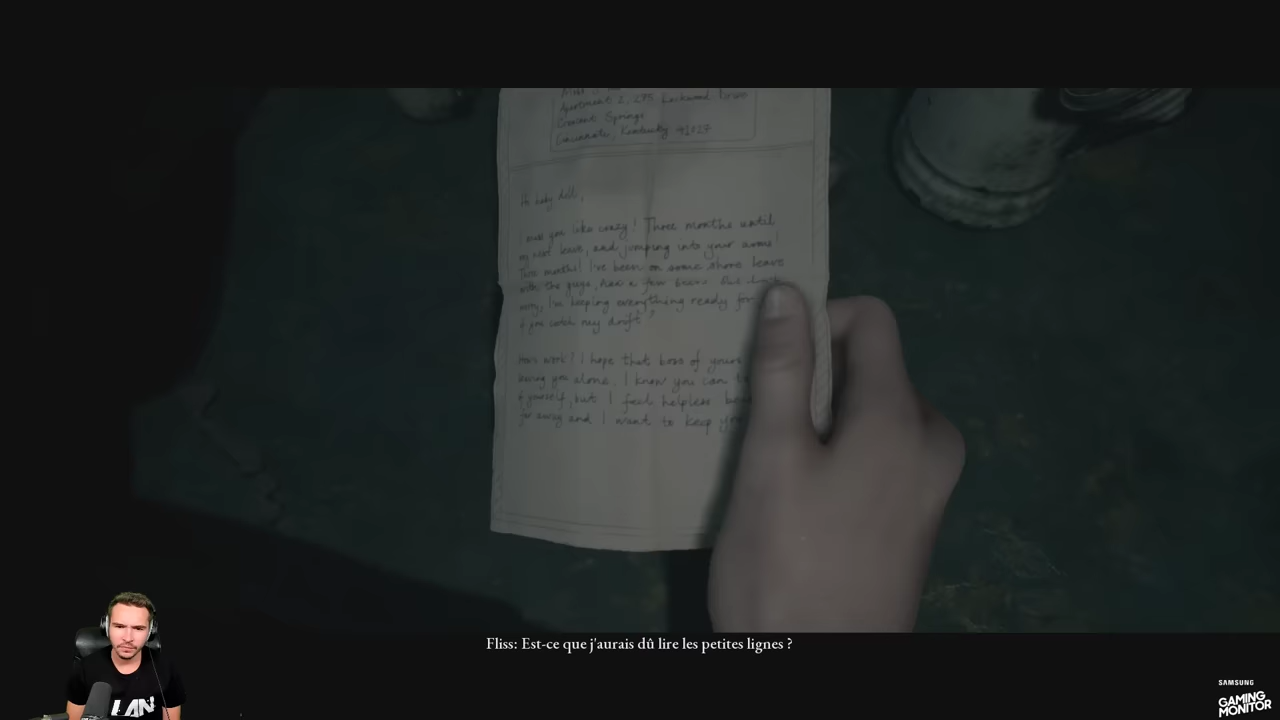 Apartment 2, 275, Lockwood Drive
Crescent Springs
Cincinnati, Kentucky 41027
Hi baby doll,
I miss you like crazy! Three months until
my next leave, and jumping into your arms!
Three months! I've been on some shore leave
with the guys, had a few beers. But don't
worry, I'm keeping everything ready for
if you catch my drift?
How's work? I hope that boss of yours
leaving you alone. I know you can
yourself, but I feel helpless
far away and I want to keep
Fliss: Est-ce que j'aurais dû lire les petites lignes ?
LAN
SAMSUNG
GAMING
MONITOR